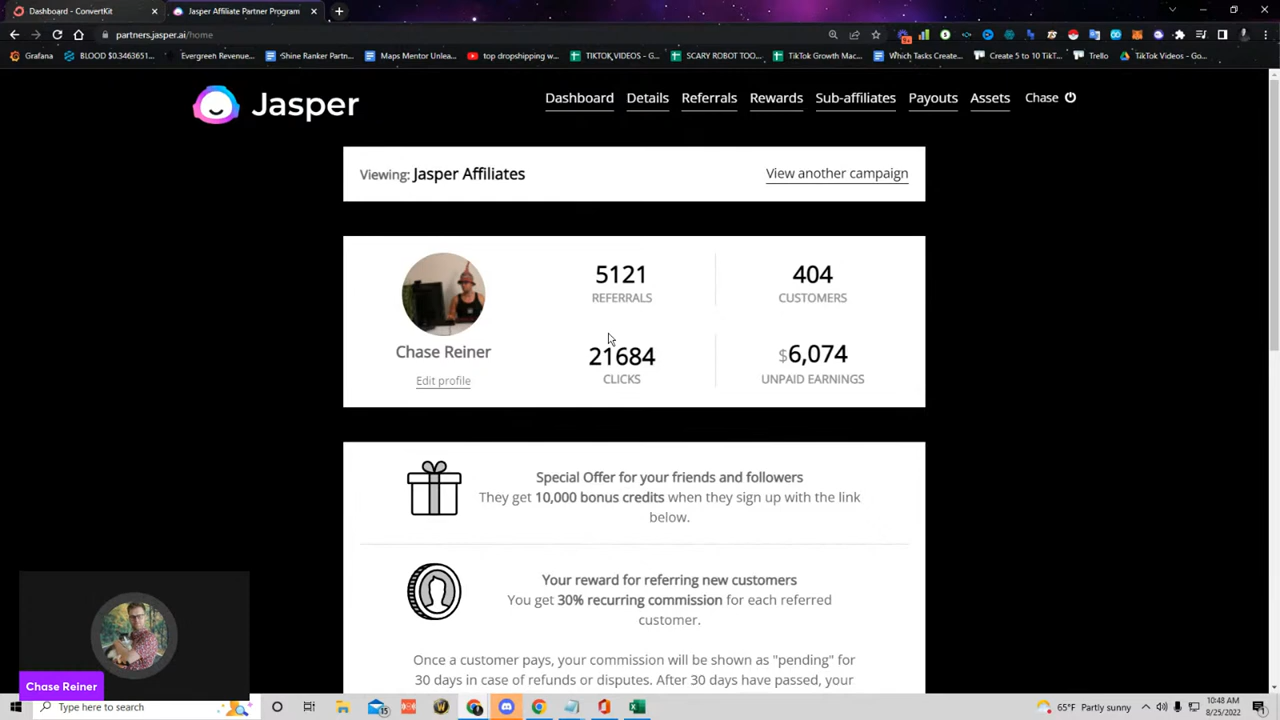 Dashboard - ConvertKit
Jasper Affiliate Partner Program
partners.jasper.ai/home
Grafana
BLOOD $0.3463651...
Evergreen Revenue...
'Shine Ranker Partn...
Maps Mentor Unlea...
top dropshipping w...
TIKTOK VIDEOS - G...
SCARY ROBOT TOO...
TikTok Growth Mac...
Which Tasks Create...
Create 5 to 10 TikT...
Trello
TikTok Videos - Go...
Jasper
Dashboard
Details
Referrals
Rewards
Sub-affiliates
Payouts
Assets
Chase
Viewing: Jasper Affiliates
View another campaign
Chase Reiner
Edit profile
5121
REFERRALS
404
CUSTOMERS
21684
CLICKS
$6,074
UNPAID EARNINGS
Special Offer for your friends and followers
They get 10,000 bonus credits when they sign up with the link
below.
Your reward for referring new customers
You get 30% recurring commission for each referred
customer.
Once a customer pays, your commission will be shown as "pending" for
30 days in case of refunds or disputes. After 30 days have passed, your
Chase Reiner
Type here to search
65°F Partly sunny
10:48 AM
8/25/2022